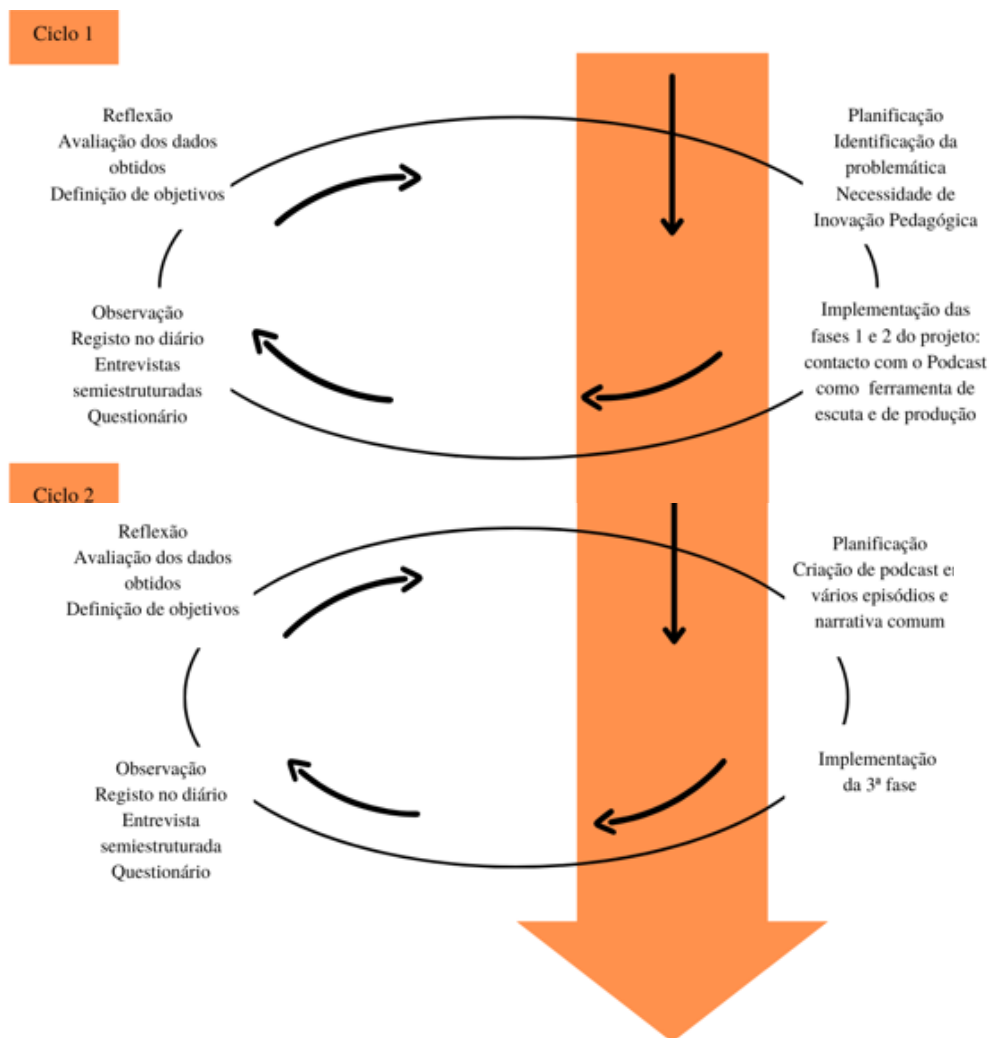 Ciclo 1
Reflexão
Avaliação dos dados
obtidos
Definição de objetivos
Planificação
Identificação da
problemática
Necessidade de
Inovação Pedagógica
Observação
Registo no diário
Entrevistas
semiestruturadas
Questionário
Implementação das
fases 1 e 2 do projeto:
contacto com o Podcast
como ferramenta de
escuta e de produção
Ciclo 2
Reflexão
Avaliação dos dados
obtidos
Definição de objetivos
Planificação
Criação de podcast
vários episódios e
narrativa comum
Observação
Registo no diário
Entrevista
semiestruturada
Questionário
Implementação
da 3ª fase